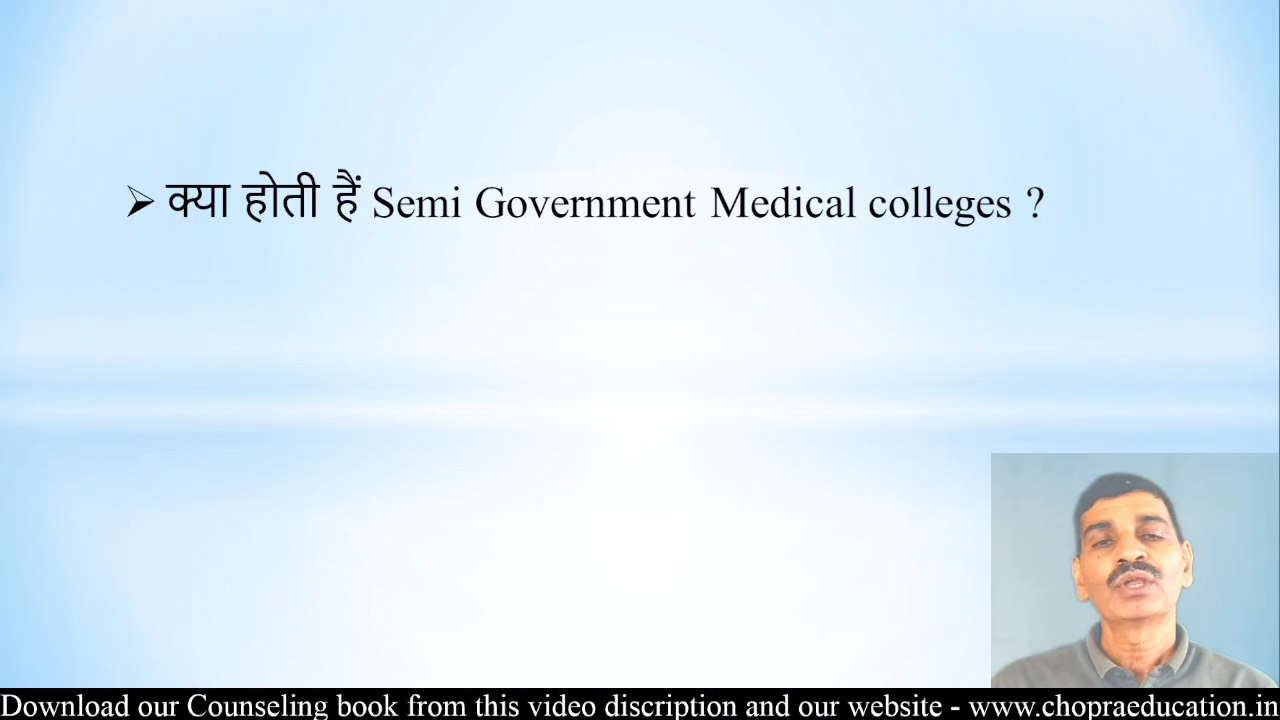 ➢ क्या होती हैं Semi Government Medical colleges ?
Download our Counseling book from this video discription and our website - www.chopraeducation.in